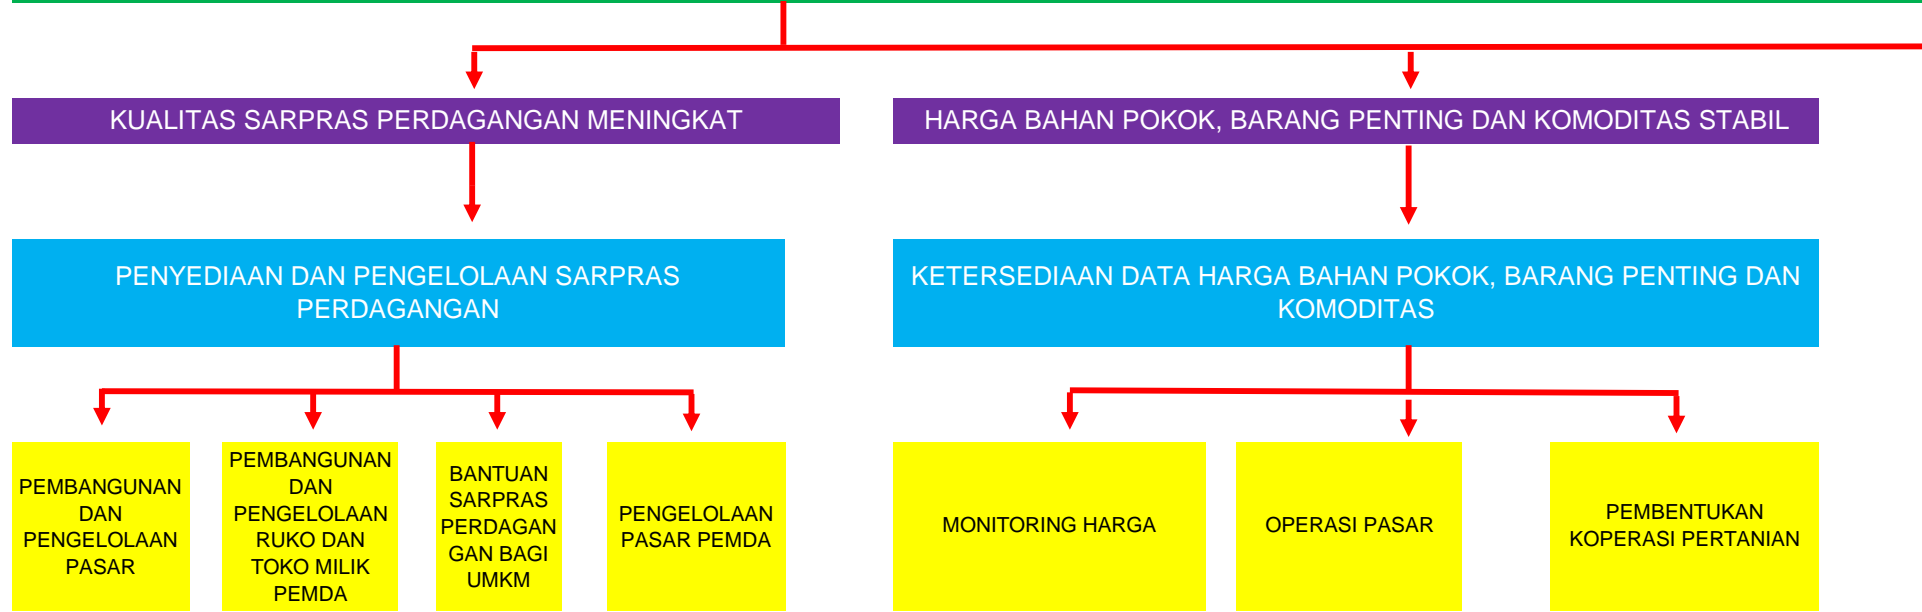 KUALITAS SARPRAS PERDAGANGAN MENINGKAT
HARGA BAHAN POKOK, BARANG PENTING DAN KOMODITAS STABIL
PENYEDIAAN DAN PENGELOLAAN SARPRAS
PERDAGANGAN
KETERSEDIAAN DATA HARGA BAHAN POKOK, BARANG PENTING DAN
KOMODITAS
PEMBANGUNAN
DAN
PENGELOLAAN
PASAR
PEMBANGUNAN
DAN
PENGELOLAAN
RUKO DAN
TOKO MILIK
PEMDA
BANTUAN
SARPRAS
PERDAGAN
GAN BAGI
UMKM
PENGELOLAAN
PASAR PEMDA
MONITORING HARGA
OPERASI PASAR
PEMBENTUKAN
KOPERASI PERTANIAN